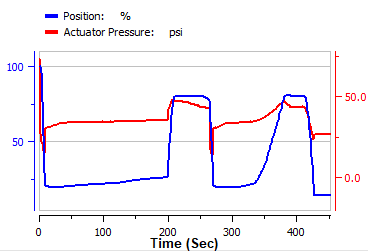 Position: %
Actuator Pressure: psi
100
50
50.0
0.0
0 100 200 300 400
Time (Sec)